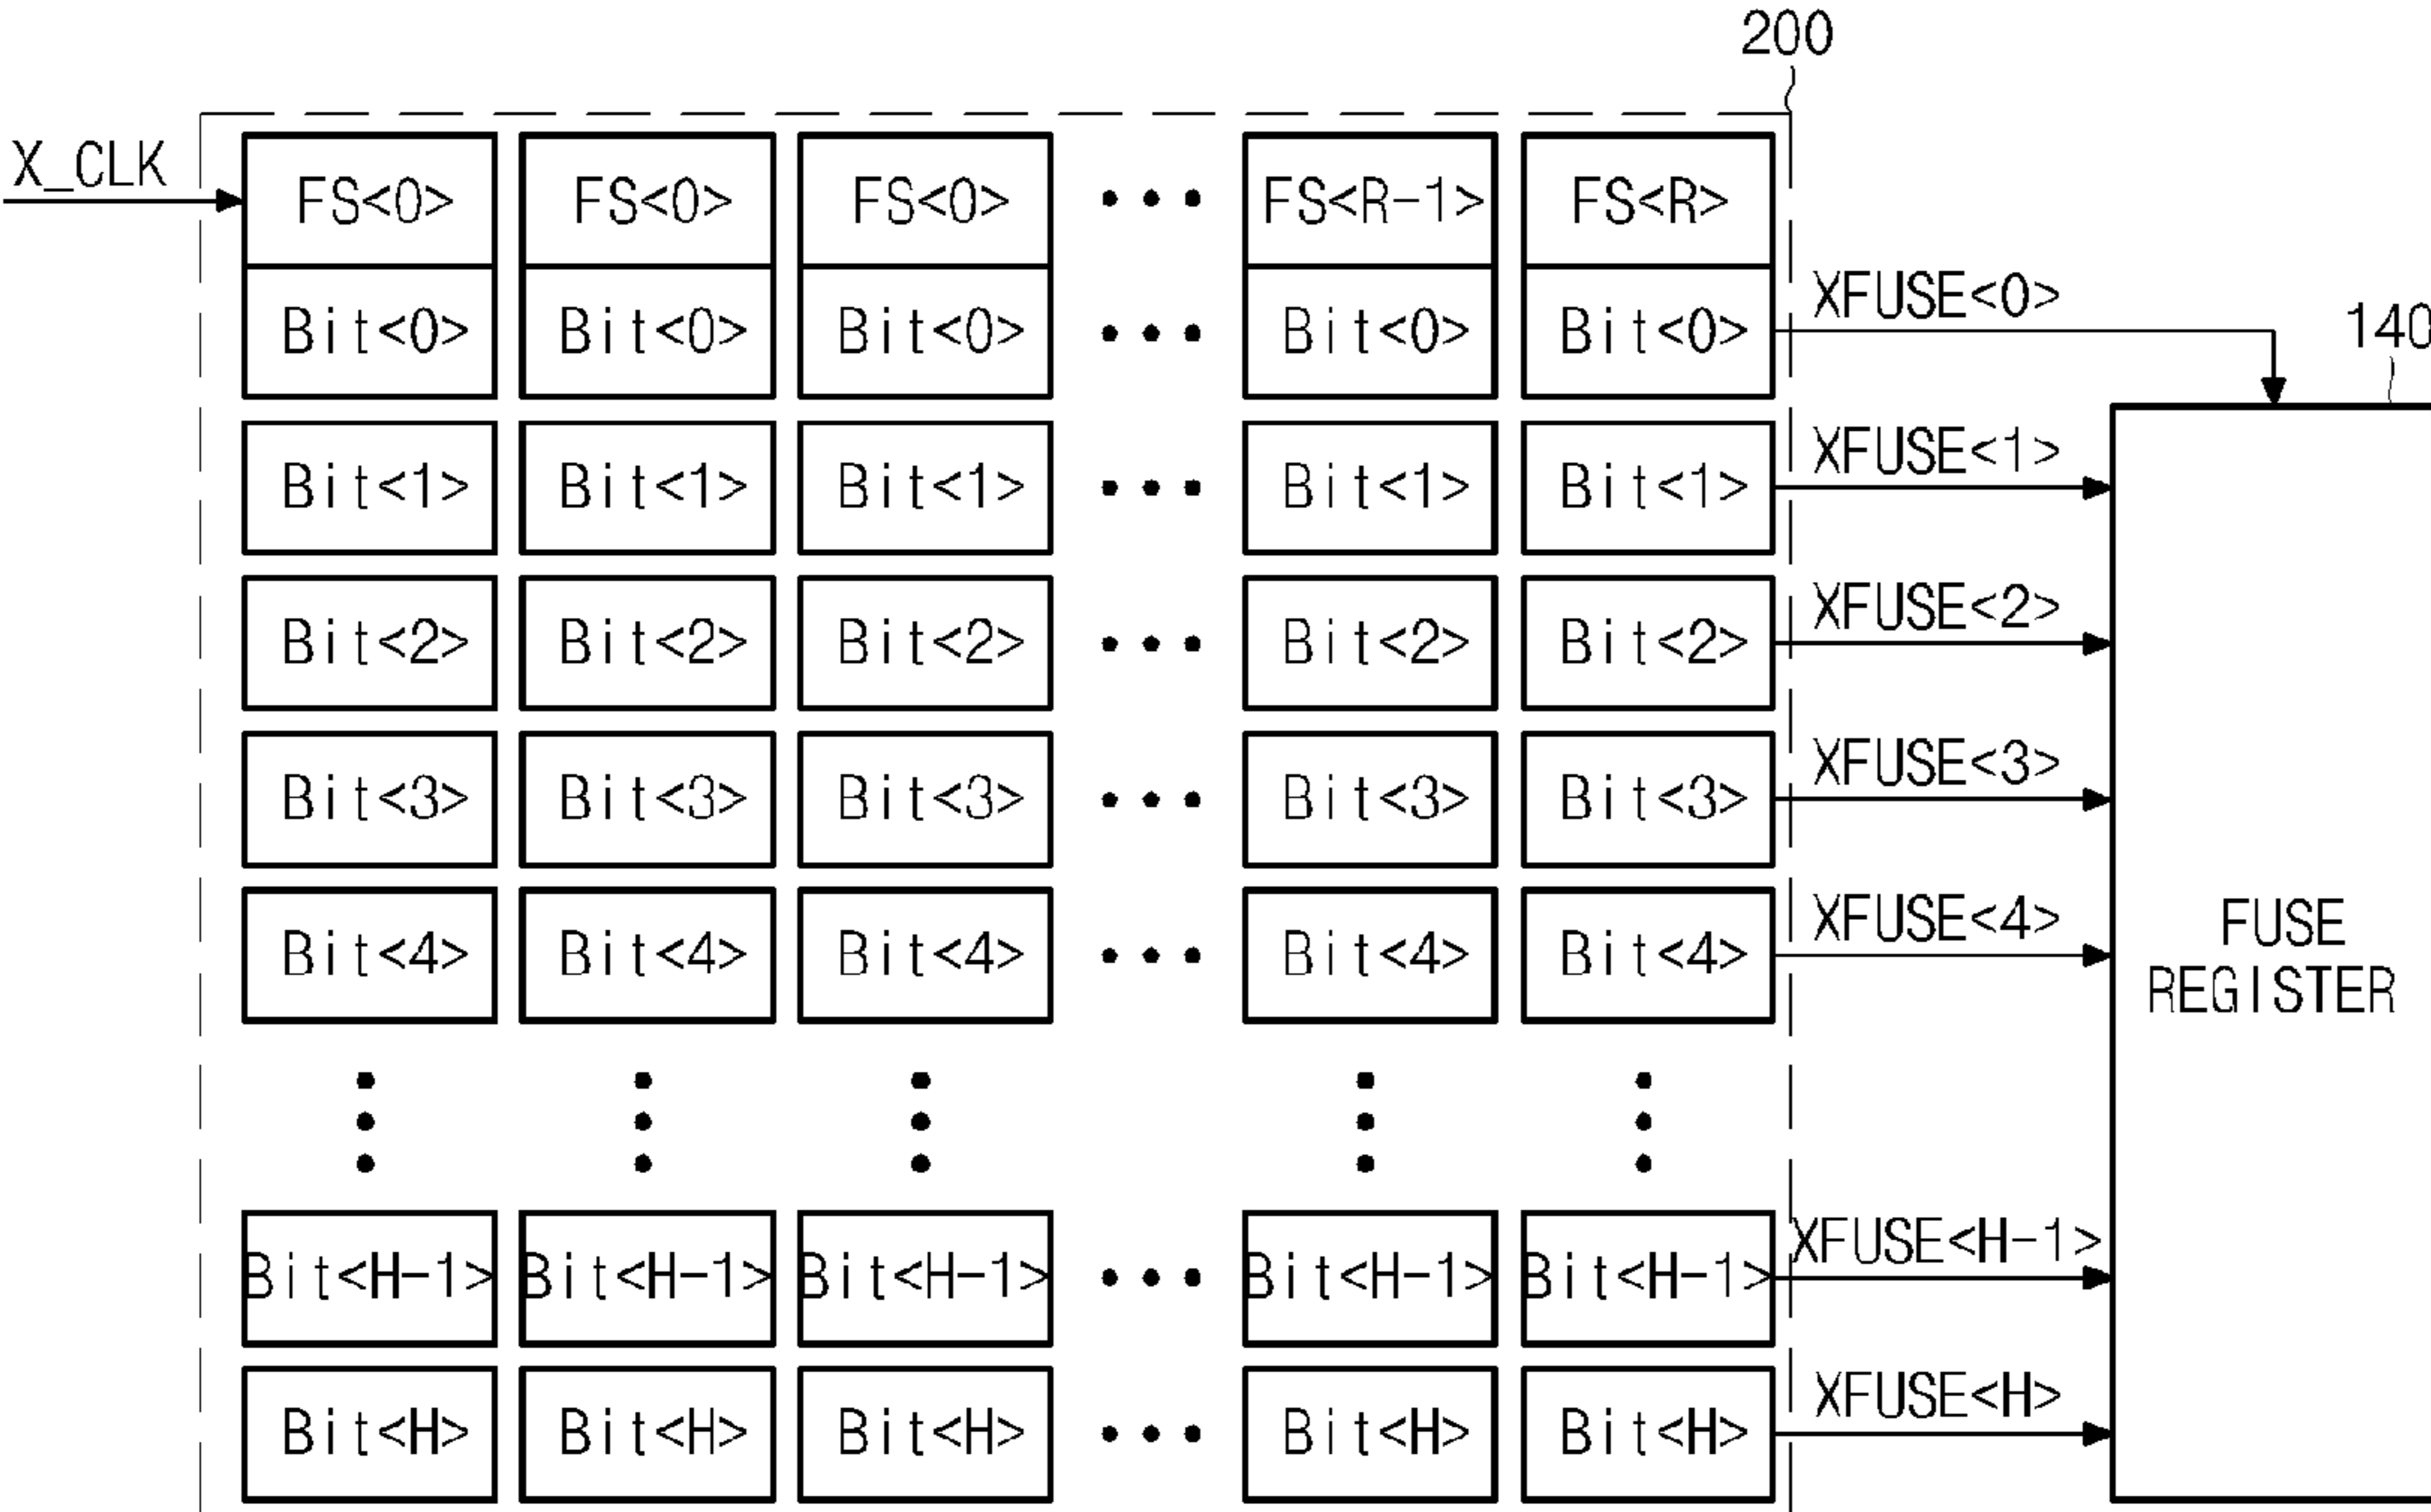 200
X_CLK
FS<0> FS<0> FS<0> FS<R-1> FS<R>
XFUSE<0>
Bit<0> Bit<0> Bit<0> Bit<0> Bit<0>
140
XFUSE<1>
Bit<1> Bit<1> Bit<1> Bit<1> Bit<1>
XFUSE<2>
Bit<2> Bit<2> Bit<2> Bit<2> Bit<2>
XFUSE<3>
Bit<3> Bit<3> Bit<3> Bit<3> Bit<3>
XFUSE<4>
Bit<4> Bit<4> Bit<4> Bit<4> Bit<4>
FUSE
REGISTER
XFUSE<H-1>
Bit<H-1> Bit<H-1> Bit<H-1> Bit<H-1> Bit<H-1>
XFUSE<H>
Bit<H> Bit<H> Bit<H> Bit<H> Bit<H>